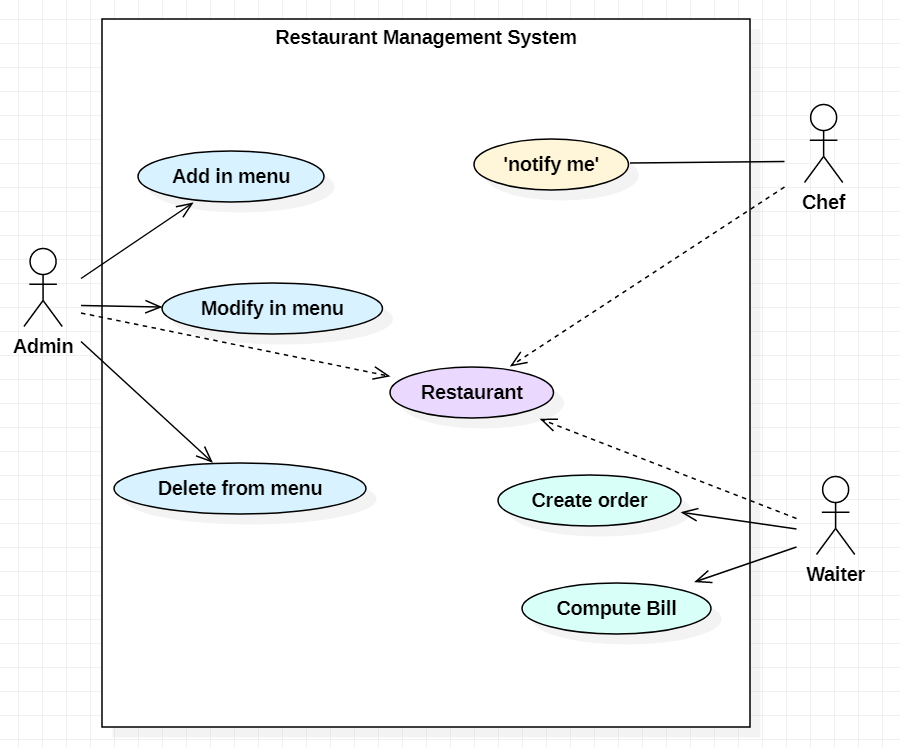 Restaurant Management System
Add in menu
'notify me'
Chef
Modify in menu
Admin
Restaurant
Delete from menu
Create order
Waiter
Compute Bill